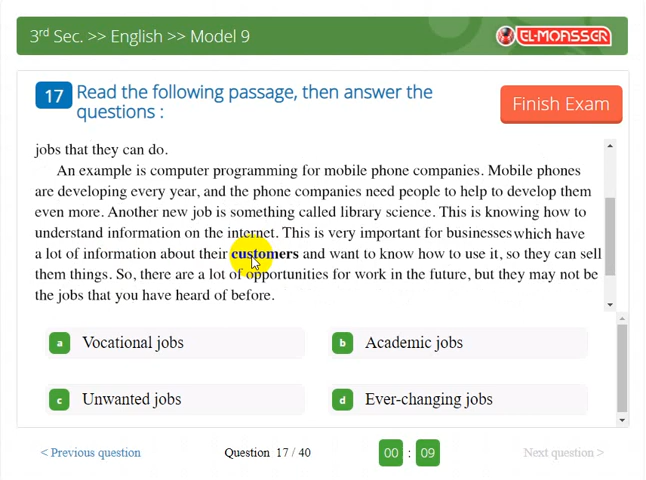 3rd Sec. >> English >> Model 9
EL-MOASSER
17
Read the following passage, then answer the
questions :
Finish Exam
jobs that they can do.
An example is computer programming for mobile phone companies. Mobile phones
are developing every year, and the phone companies need people to help to develop them
even more. Another new job is something called library science. This is knowing how to
understand information on the internet. This is very important for businesses which have
a lot of information about their customers and want to know how to use it, so they can sell
them things. So, there are a lot of opportunities for work in the future, but they may not be
the jobs that you have heard of before.
a Vocational jobs
b Academic jobs
c Unwanted jobs
d Ever-changing jobs
< Previous question
Question 17 / 40
00 : 09
Next question >